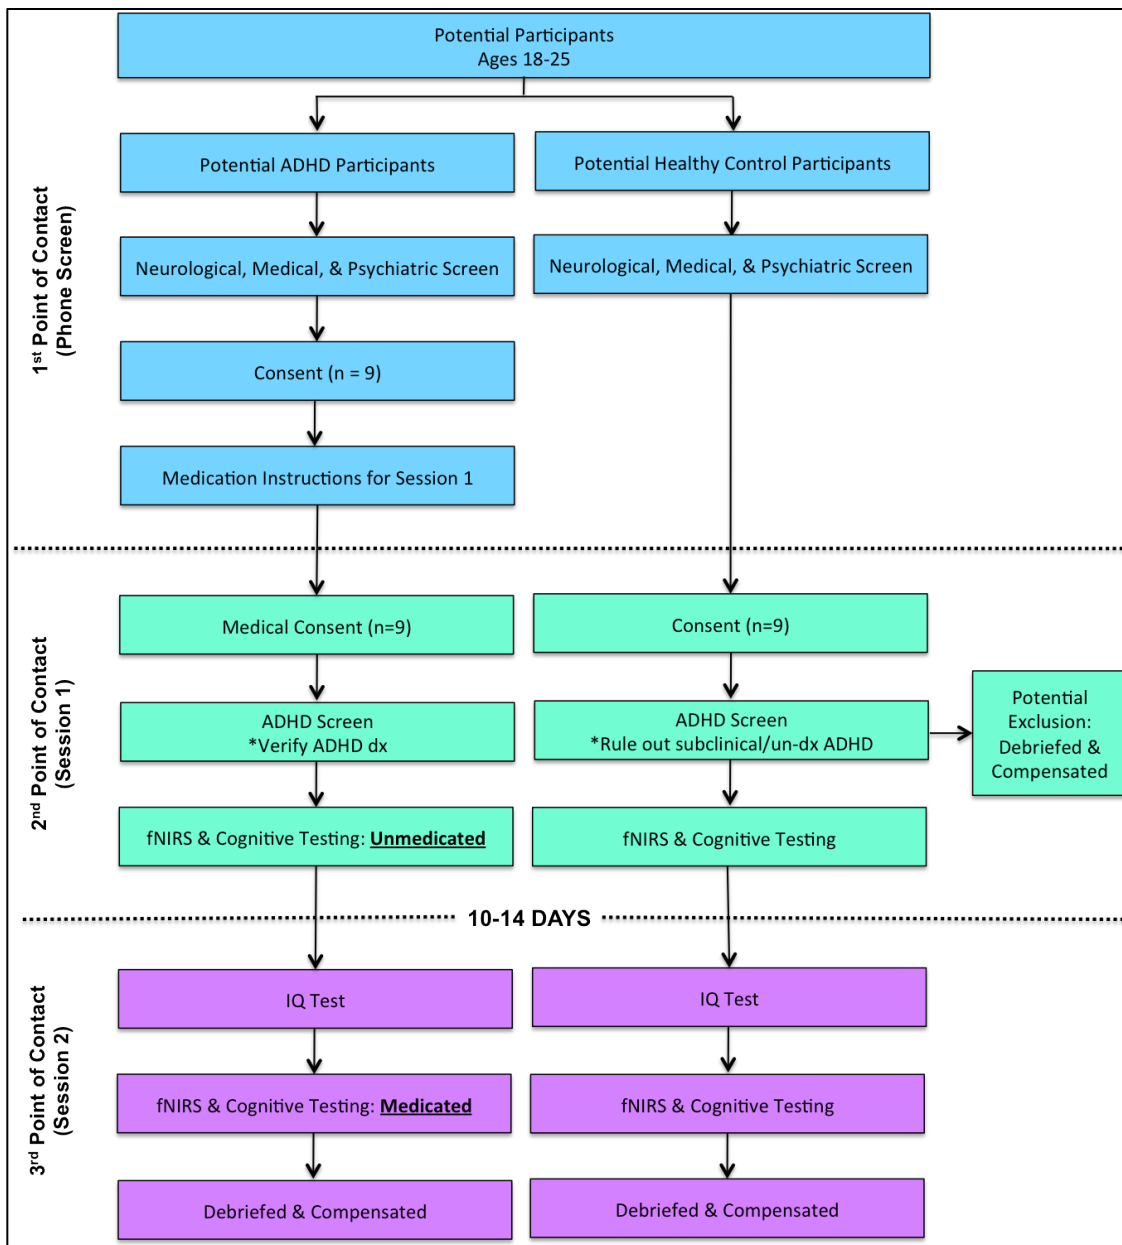 Potential Participants
Ages 18-25
1st Point of Contact
(Phone Screen)
Potential ADHD Participants
Potential Healthy Control Participants
Neurological, Medical, & Psychiatric Screen
Neurological, Medical, & Psychiatric Screen
Consent (n = 9)
Medication Instructions for Session 1
2nd Point of Contact
(Session 1)
Medical Consent (n=9)
Consent (n=9)
ADHD Screen
*Verify ADHD dx
ADHD Screen
*Rule out subclinical/un-dx ADHD
Potential
Exclusion:
Debriefed &
Compensated
fNIRS & Cognitive Testing: Unmedicated
fNIRS & Cognitive Testing
10-14 DAYS
3rd Point of Contact
(Session 2)
IQ Test
IQ Test
fNIRS & Cognitive Testing: Medicated
fNIRS & Cognitive Testing
Debriefed & Compensated
Debriefed & Compensated